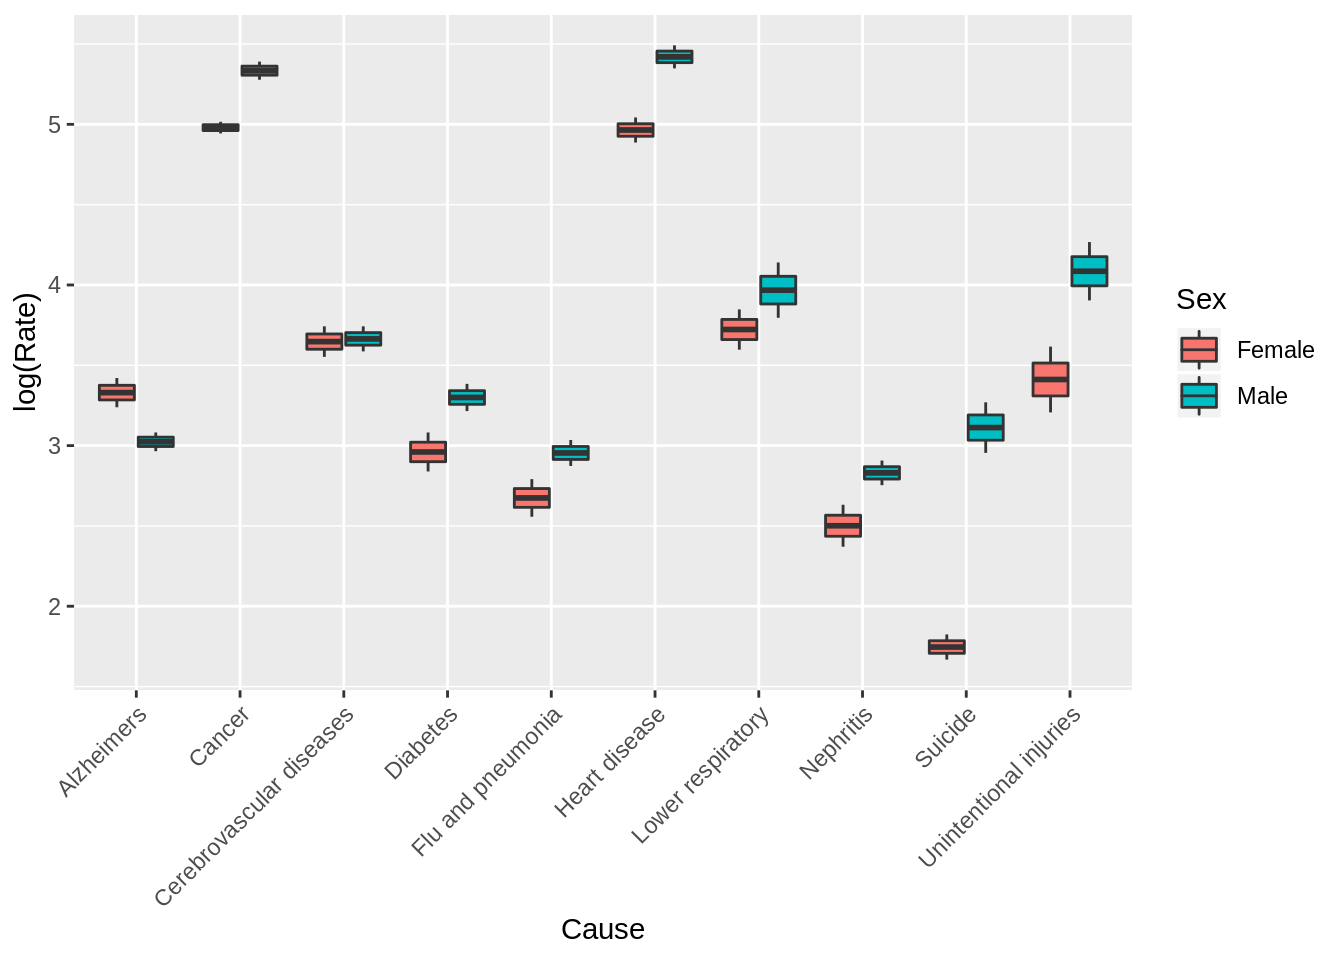 log(Rate)
5
4
3
2
Alzheimers
Cancer
Cerebrovascular diseases
Diabetes
Flu and pneumonia
Heart disease
Lower respiratory
Nephritis
Suicide
Unintentional injuries
Cause
Sex
Female
Male